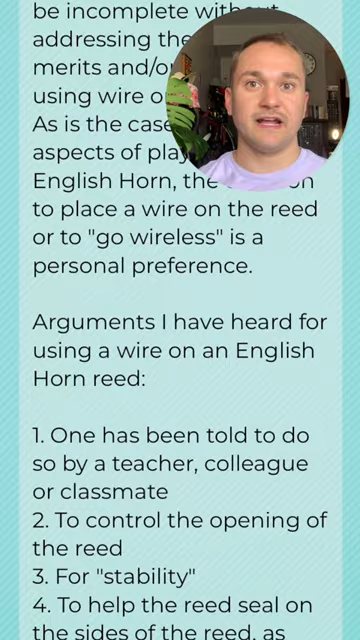 be incomplete without
addressing the
merits and/or
using wire o
As is the case
aspects of play
English Horn, the
to place a wire on the reed
or to "go wireless" is a
personal preference.
Arguments I have heard for
using a wire on an English
Horn reed:
1. One has been told to do
so by a teacher, colleague
or classmate
2. To control the opening of
the reed
3. For "stability"
4. To help the reed seal on
the sides of the reed, as